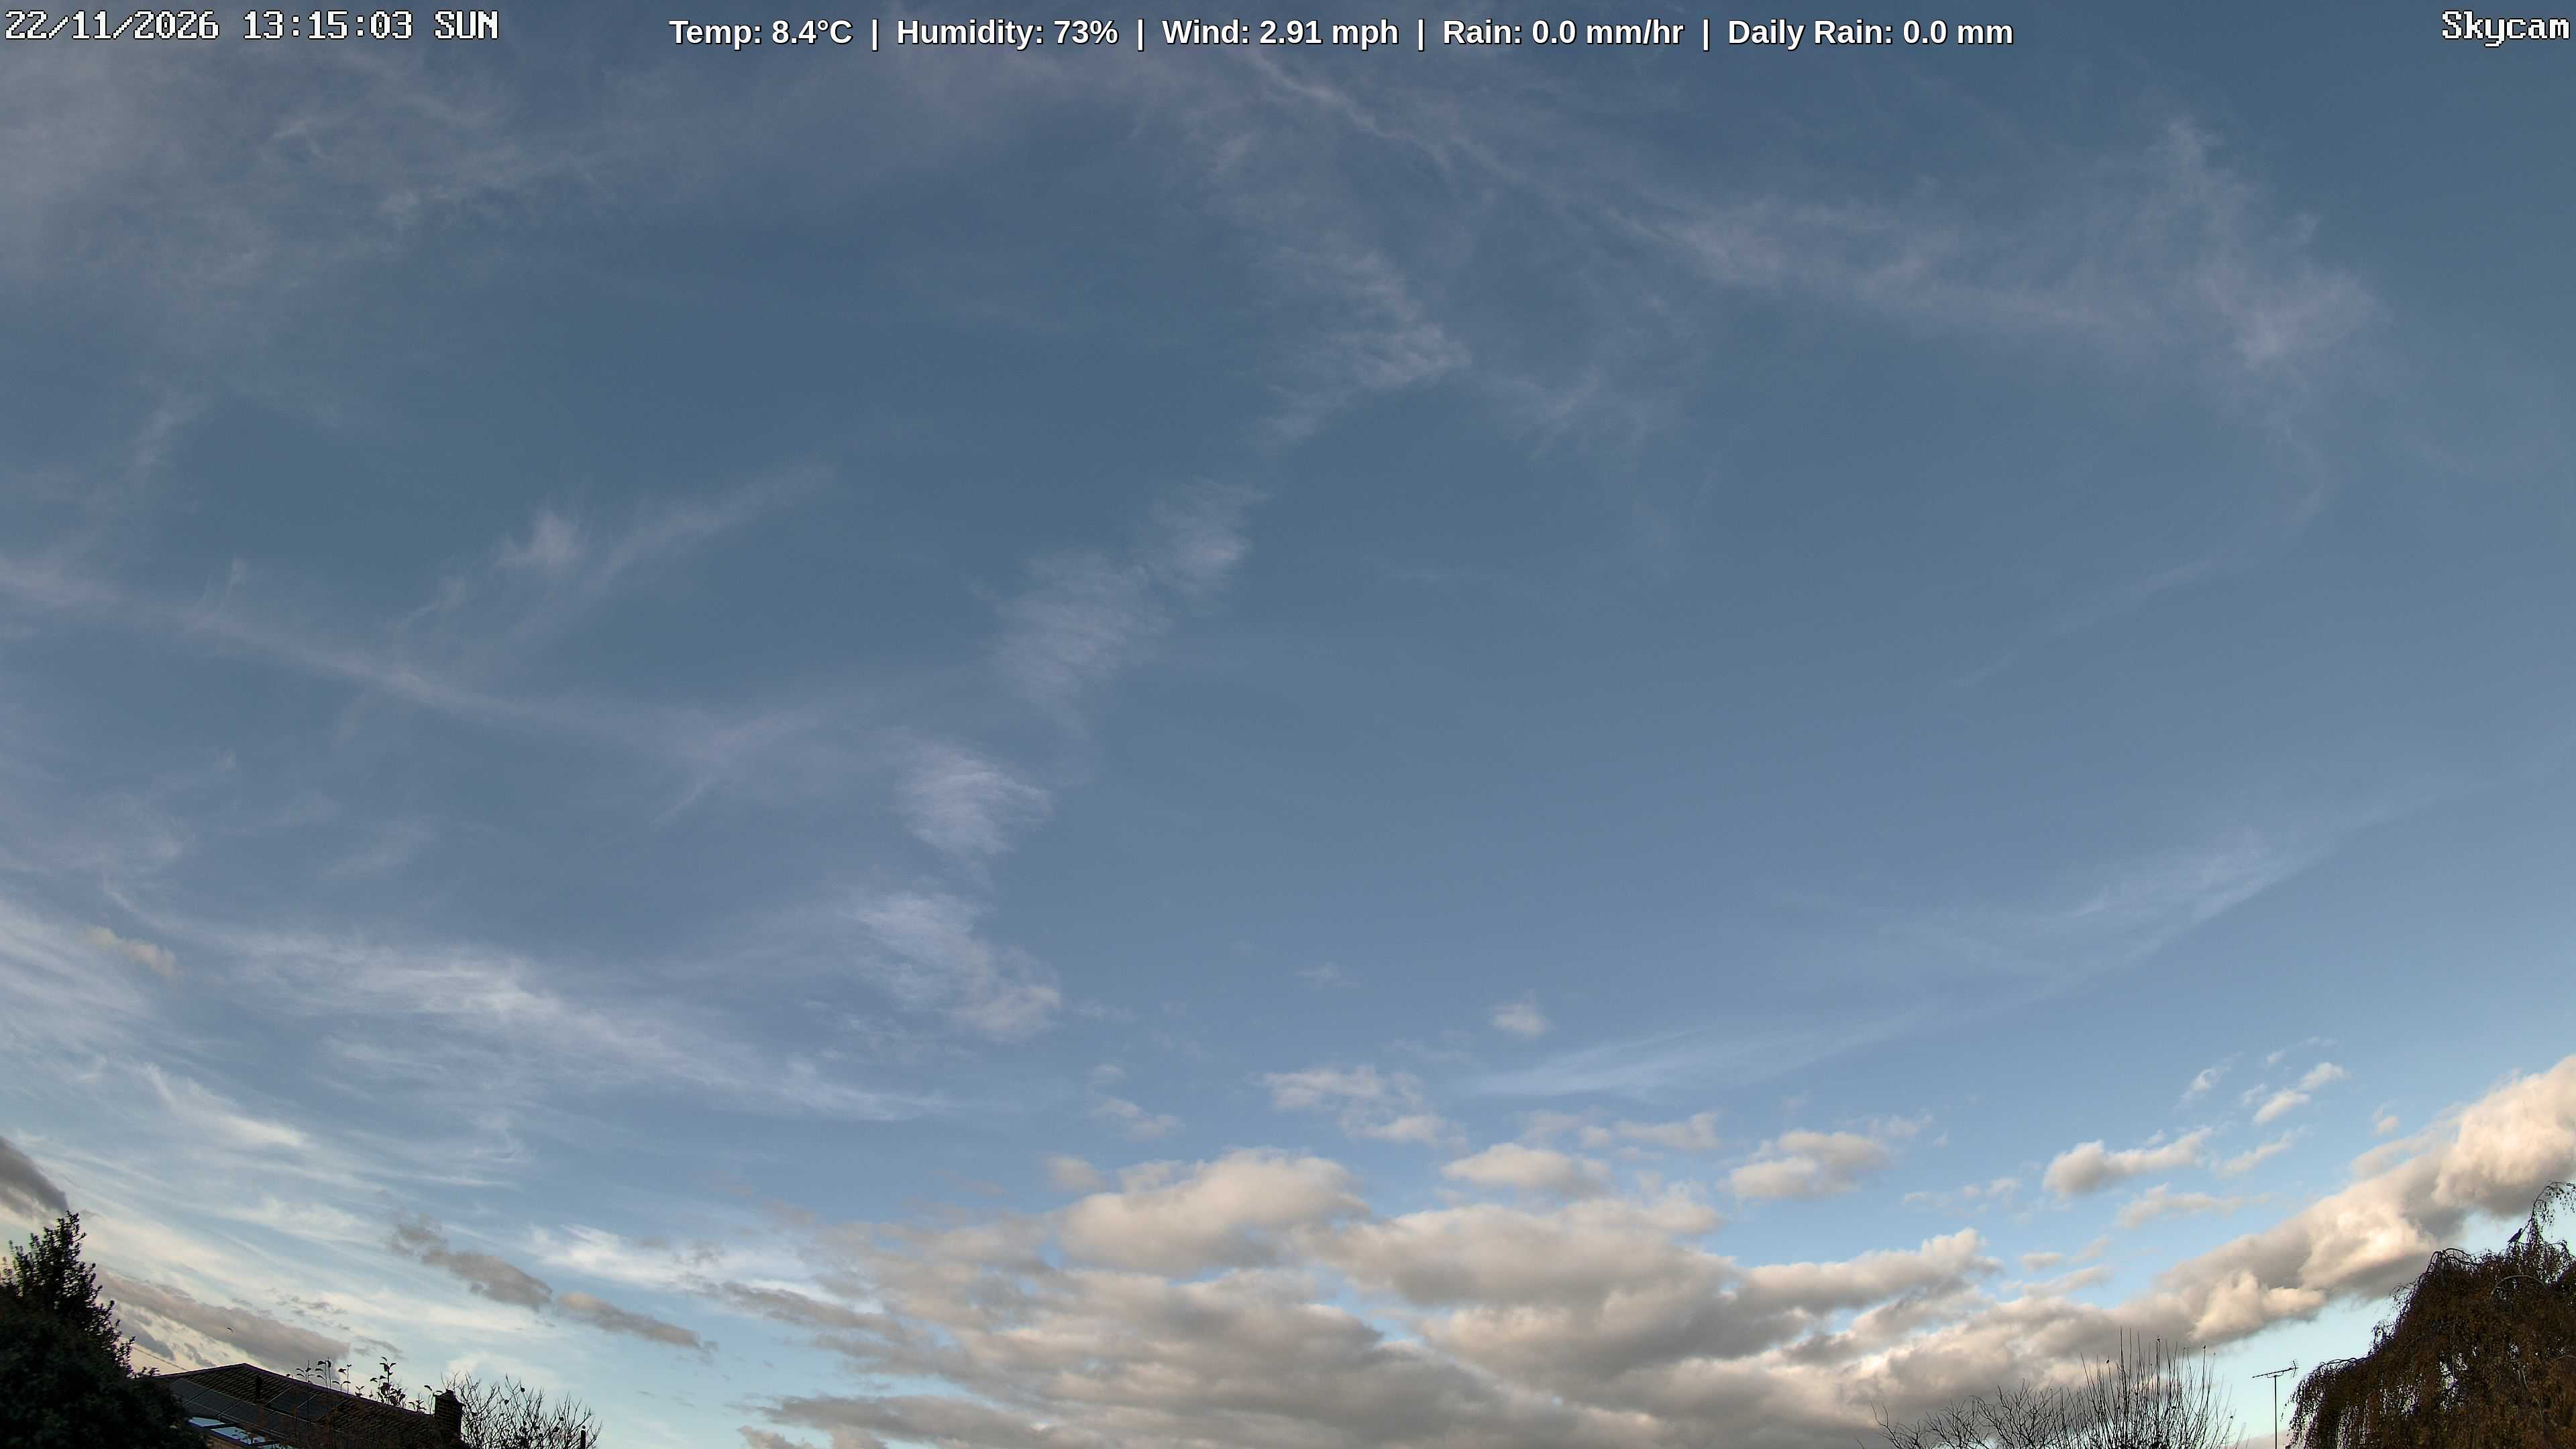 22/11/2026 13:15:03 SUN
Temp: 8.4°C | Humidity: 73% | Wind: 2.91 mph | Rain: 0.0 mm/hr | Daily Rain: 0.0 mm
Skycam